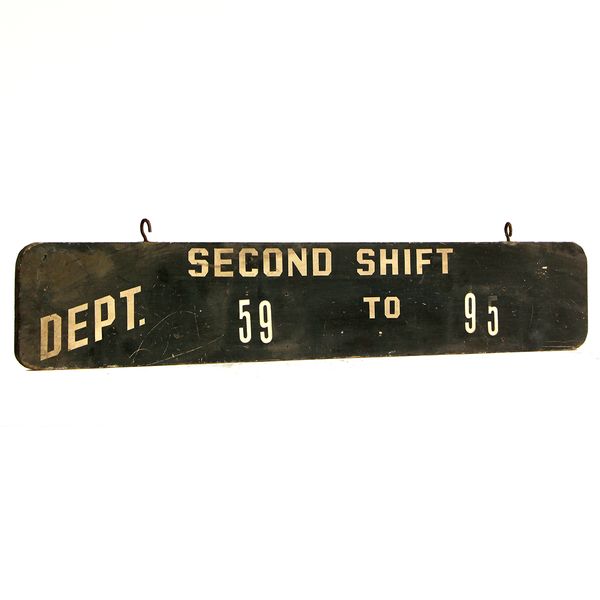 SECOND SHIFT
DEPT. 59 TO 95